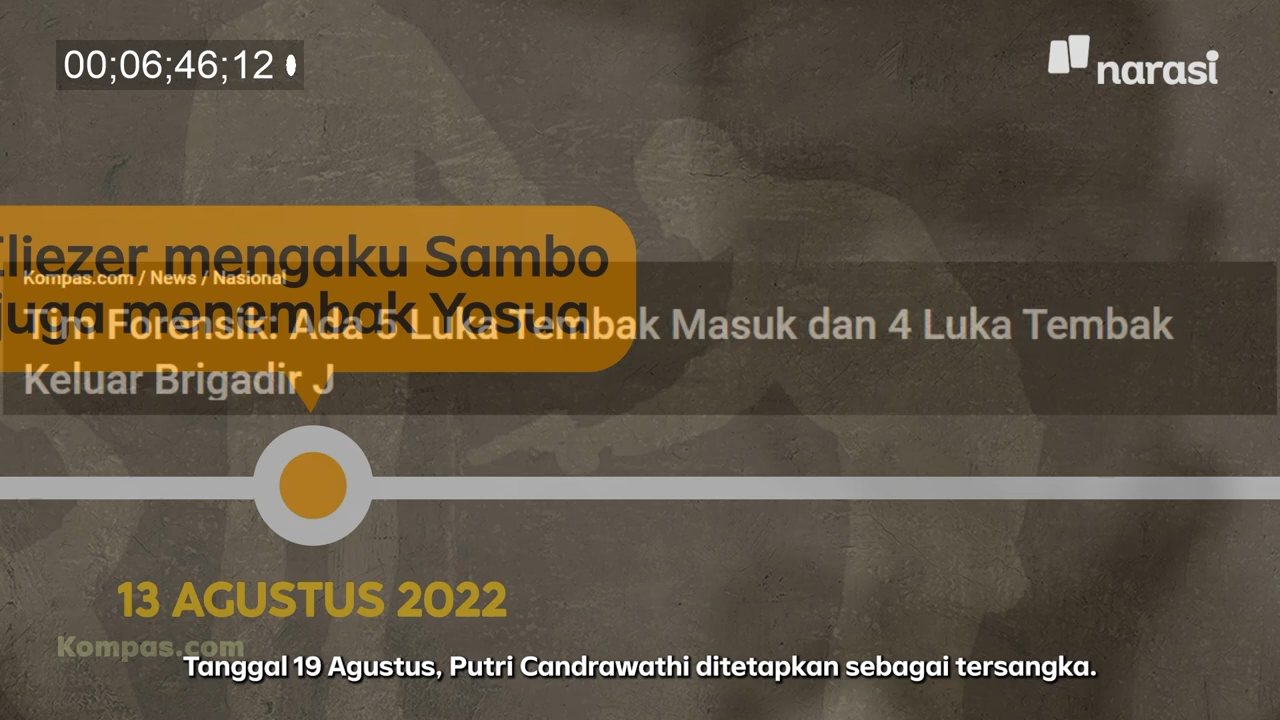 00;06;46;12
narasi
Eliezer mengaku Sambo
juga menembak Yosua
Kompas.com / News / Nasional
Tim Forensik: Ada 5 Luka Tembak Masuk dan 4 Luka Tembak
Keluar Brigadir J
13 AGUSTUS 2022
Kompas.com
Tanggal 19 Agustus, Putri Candrawathi ditetapkan sebagai tersangka.